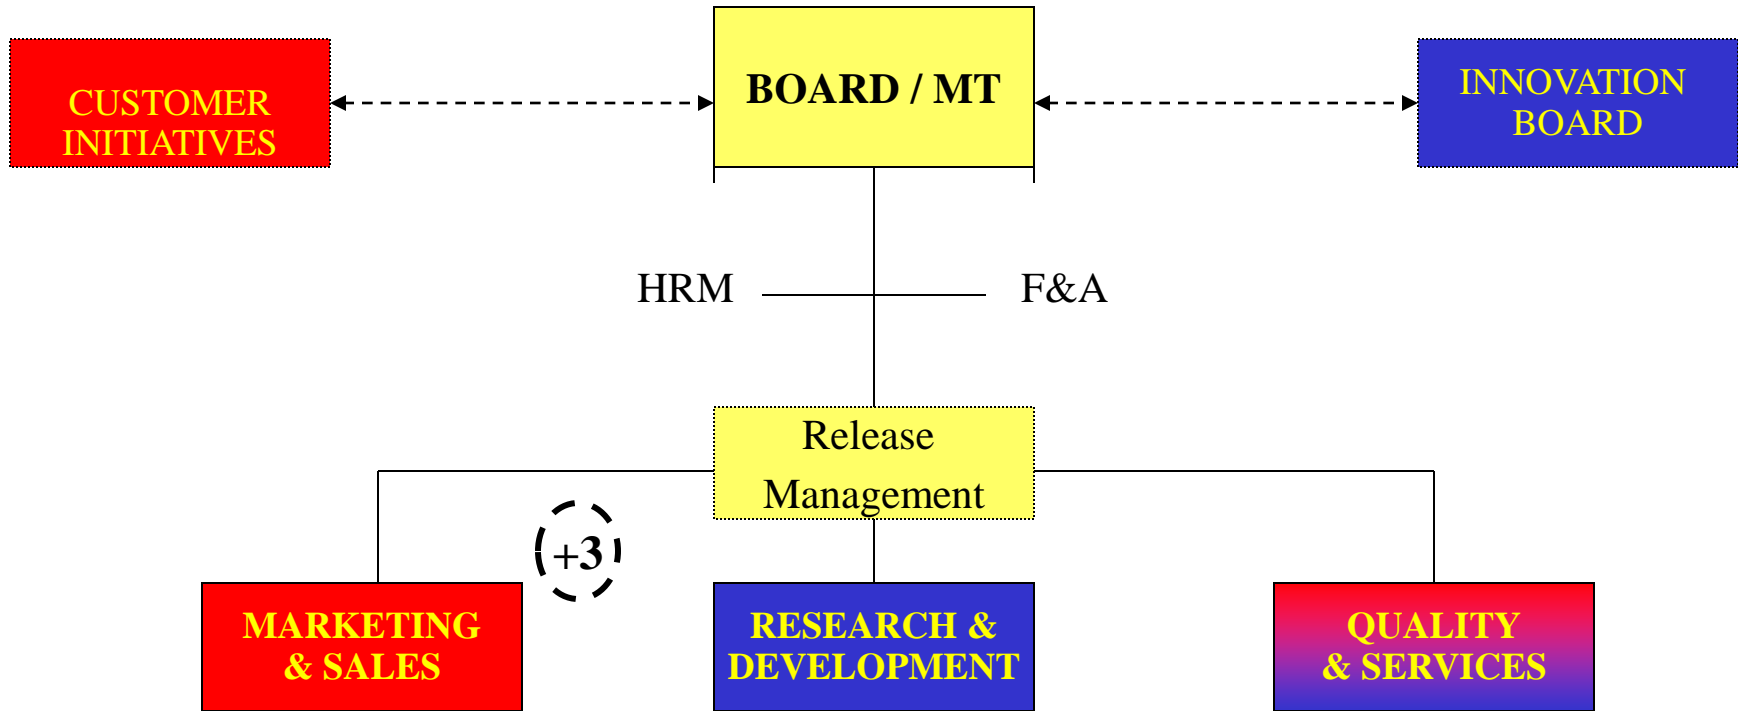 CUSTOMER
INITIATIVES
BOARD / MT
INNOVATION
BOARD
HRM
F&A
Release
Management
+3
MARKETING
& SALES
RESEARCH &
DEVELOPMENT
QUALITY
& SERVICES